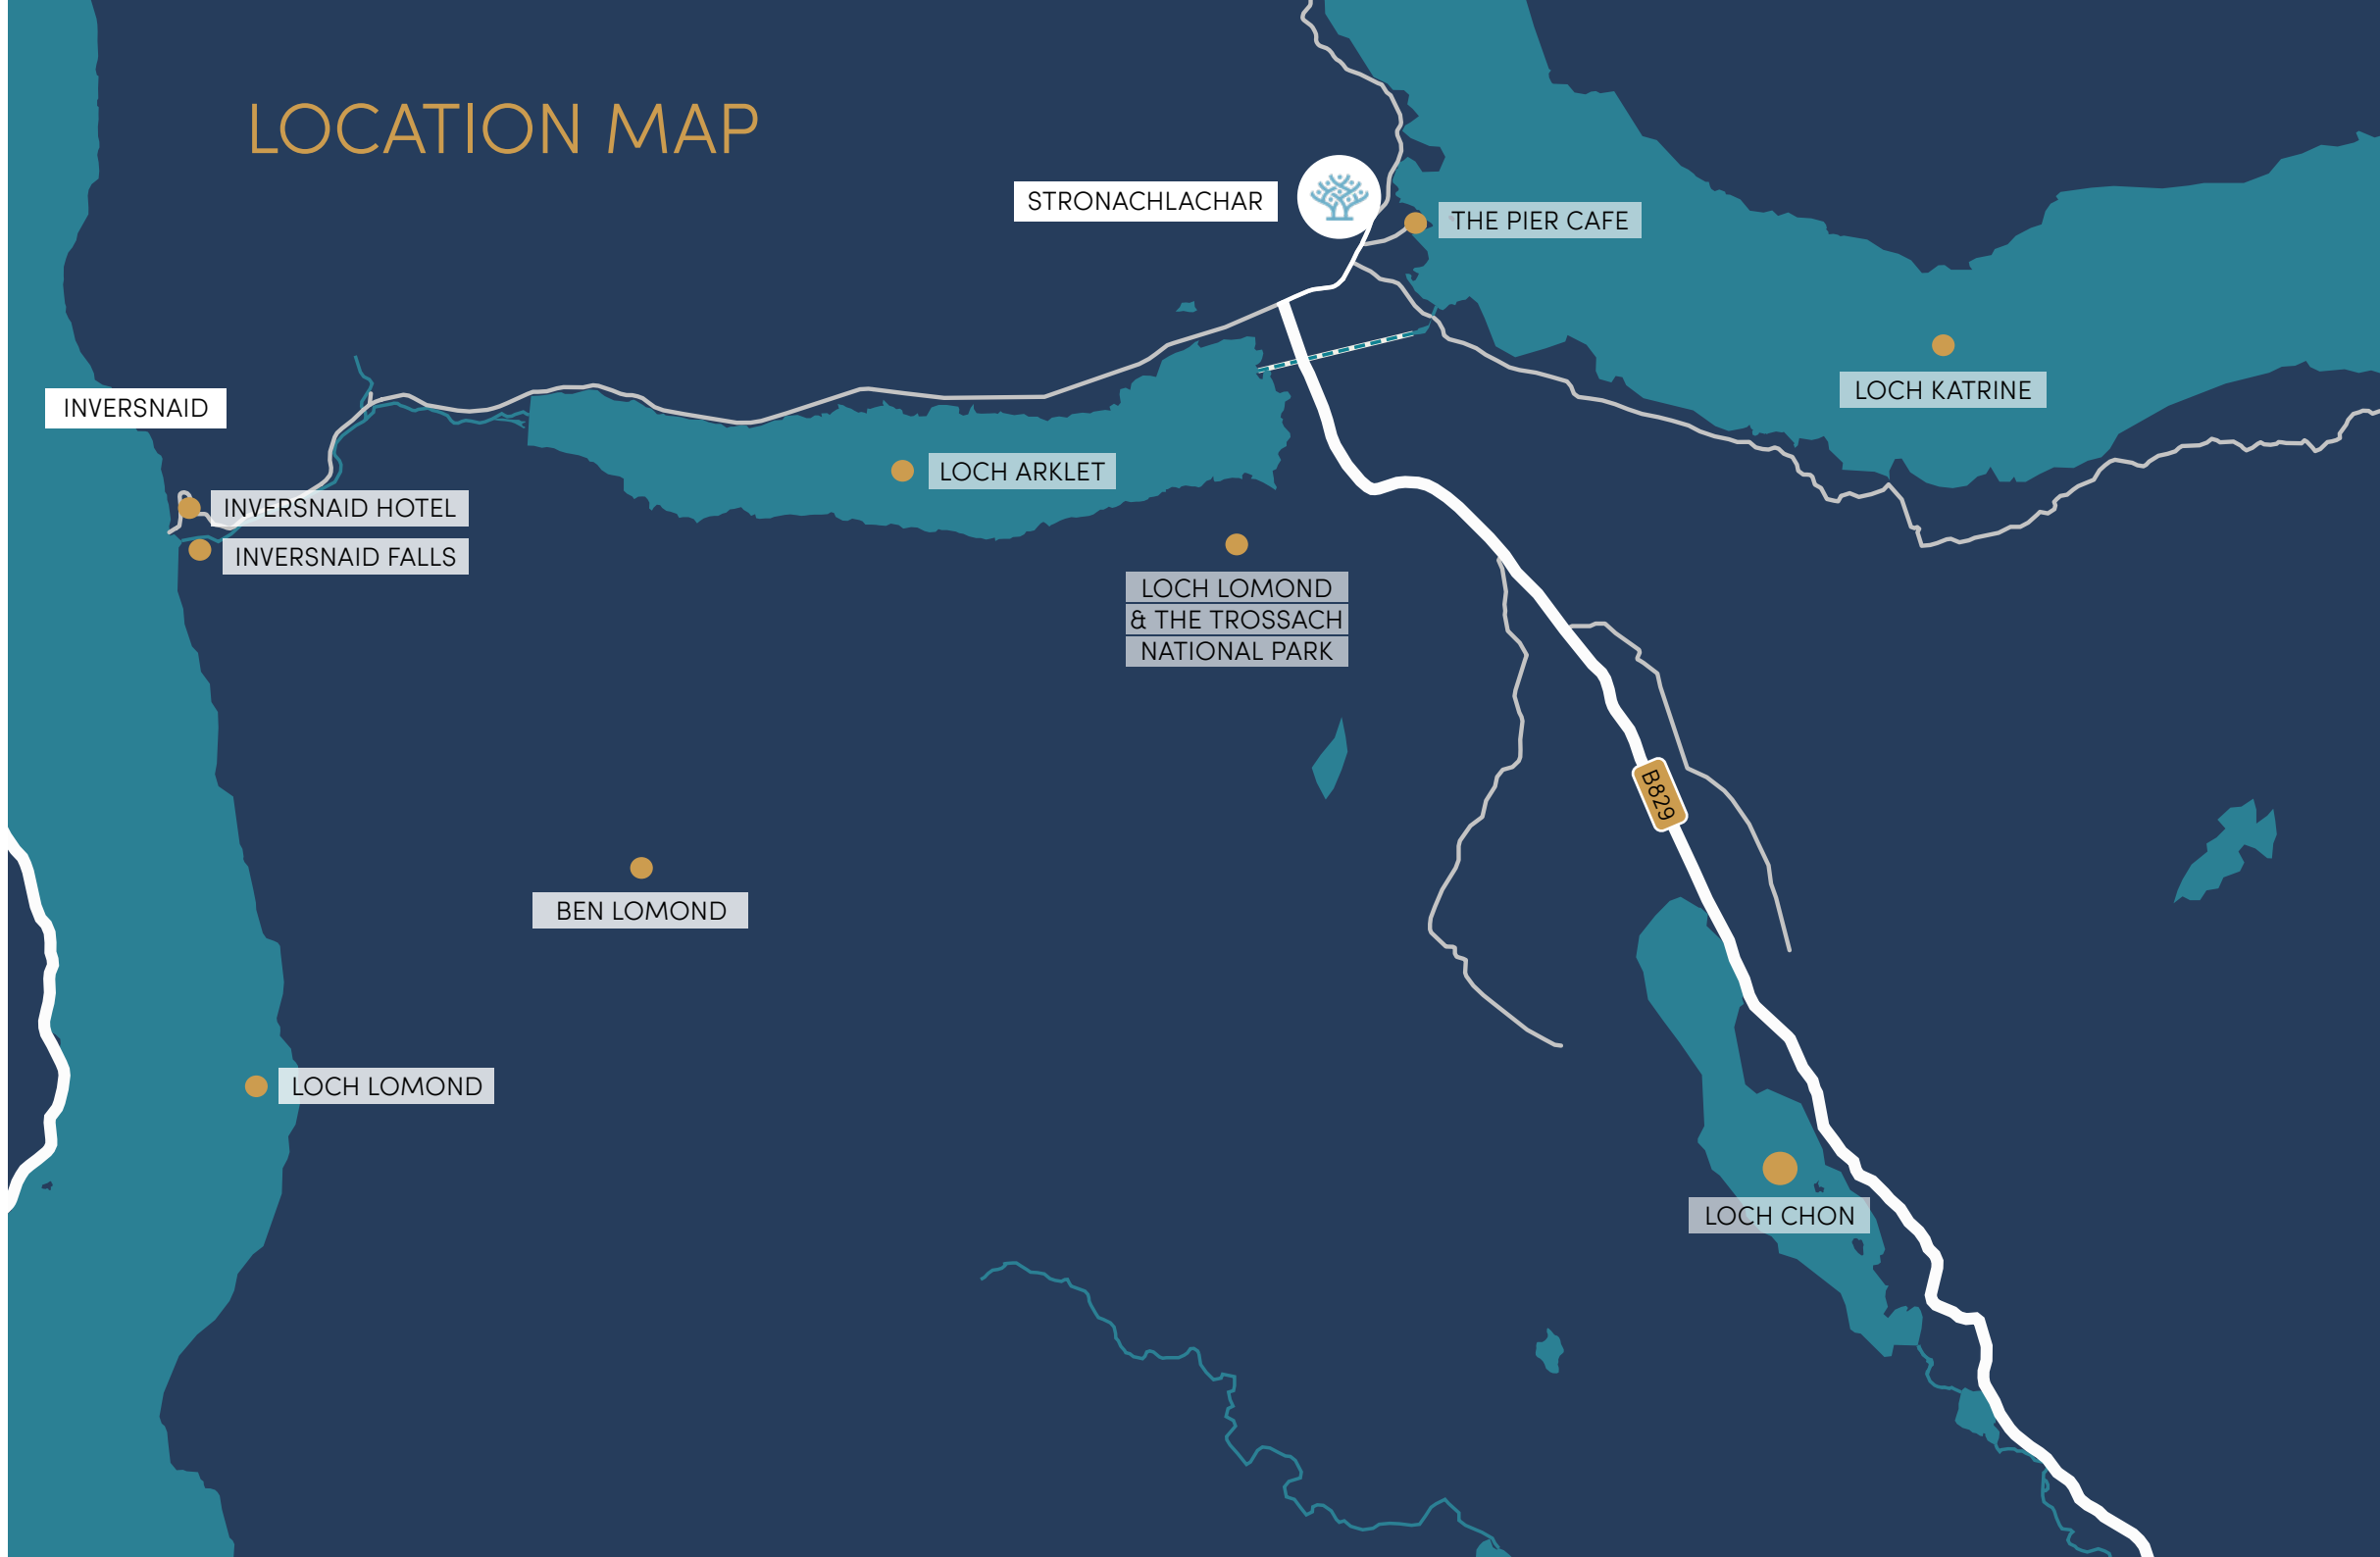 LOCATION MAP
STRONACHLACHAR
THE PIER CAFE
LOCH KATRINE
INVERSNAID
LOCH ARKLET
INVERSNAID HOTEL
INVERSNAID FALLS
LOCH LOMOND
& THE TROSSACH
NATIONAL PARK
B829
BEN LOMOND
LOCH LOMOND
LOCH CHON